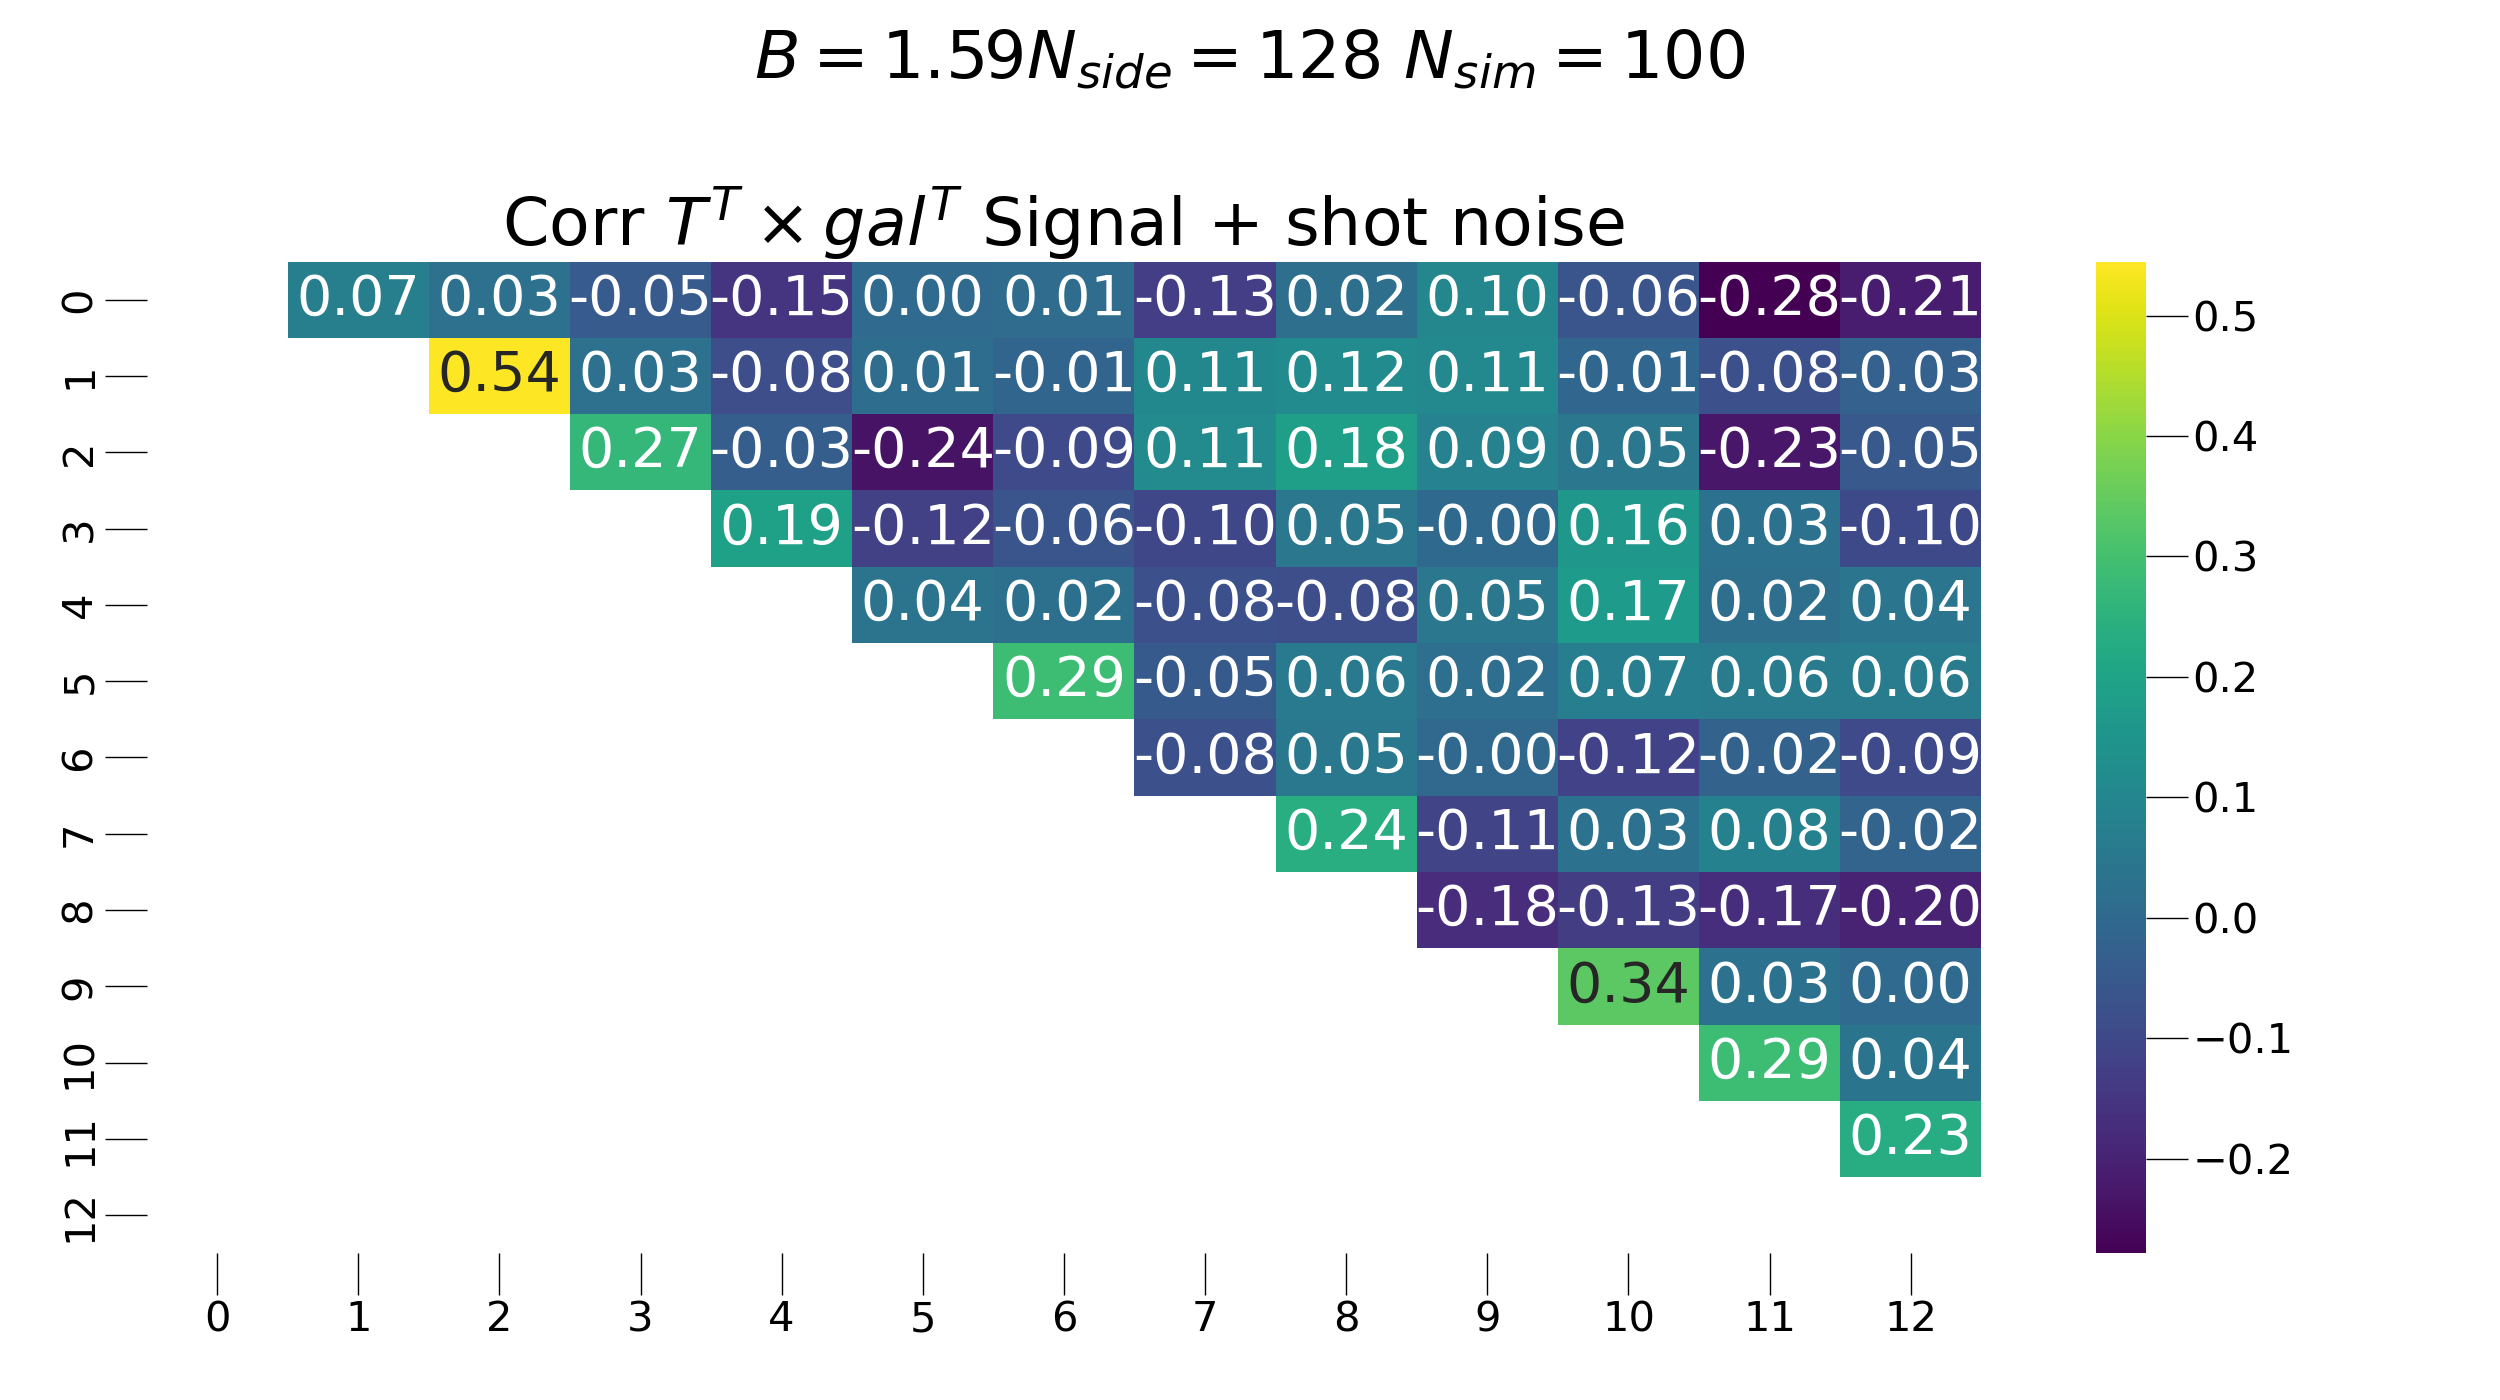 B = 1.59N_side = 128 N_sim = 100
Corr T^T × gal^T Signal + shot noise
0 0.07 0.03 -0.05 -0.15 0.00 0.01 -0.13 0.02 0.10 -0.06 -0.28 -0.21
1 0.54 0.03 -0.08 0.01 -0.01 0.11 0.12 0.11 -0.01 -0.08 -0.03
2 0.27 -0.03 -0.24 -0.09 0.11 0.18 0.09 0.05 -0.23 -0.05
3 0.19 -0.12 -0.06 -0.10 0.05 -0.00 0.16 0.03 -0.10
4 0.04 0.02 -0.08 -0.08 0.05 0.17 0.02 0.04
5 0.29 -0.05 0.06 0.02 0.07 0.06 0.06
6 -0.08 0.05 -0.00 -0.12 -0.02 -0.09
7 0.24 -0.11 0.03 0.08 -0.02
8 -0.18 -0.13 -0.17 -0.20
9 0.34 0.03 0.00
10 0.29 0.04
11 0.23
12
0 1 2 3 4 5 6 7 8 9 10 11 12
0.5
0.4
0.3
0.2
0.1
0.0
−0.1
−0.2